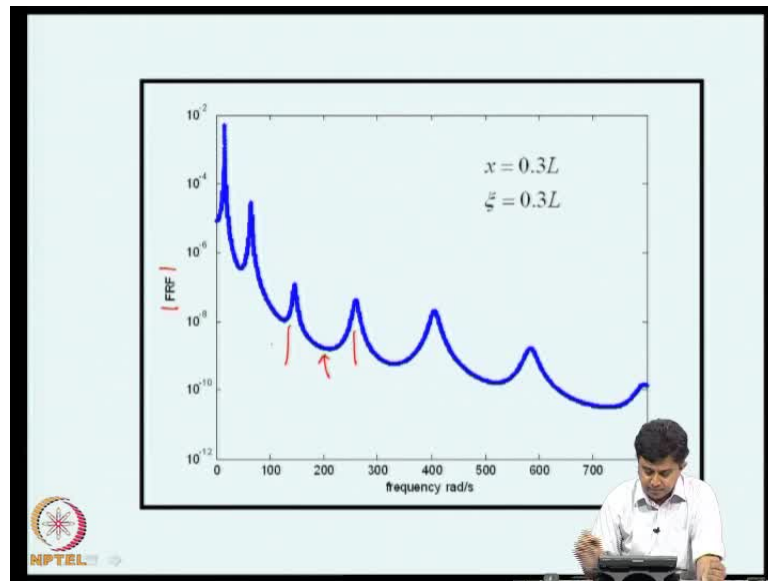 10⁻²
x = 0.3L
ξ = 0.3L
10⁻⁴
10⁻⁶
| FRF |
10⁻⁸
10⁻¹⁰
10⁻¹²
0 100 200 300 400 500 600 700
frequency rad/s
NPTEL